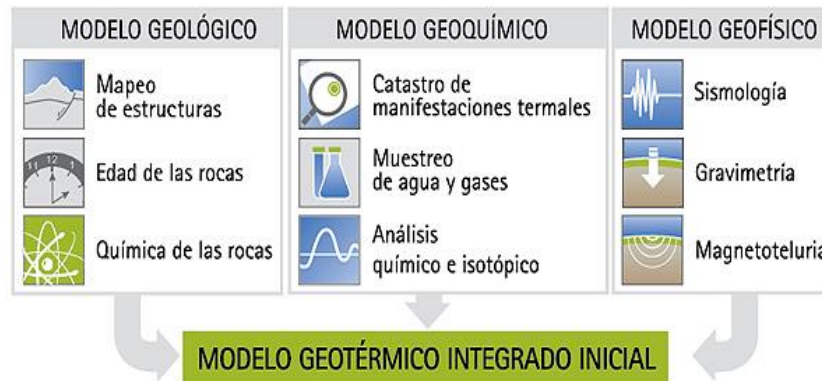 MODELO GEOLÓGICO
Mapeo
de estructuras
Edad de las rocas
Química de las rocas
MODELO GEOQUÍMICO
Catastro de
manifestaciones termales
Muestreo
de agua y gases
Análisis
químico e isotópico
MODELO GEOFÍSICO
Sismología
Gravimetría
Magnetoteluria
MODELO GEOTÉRMICO INTEGRADO INICIAL